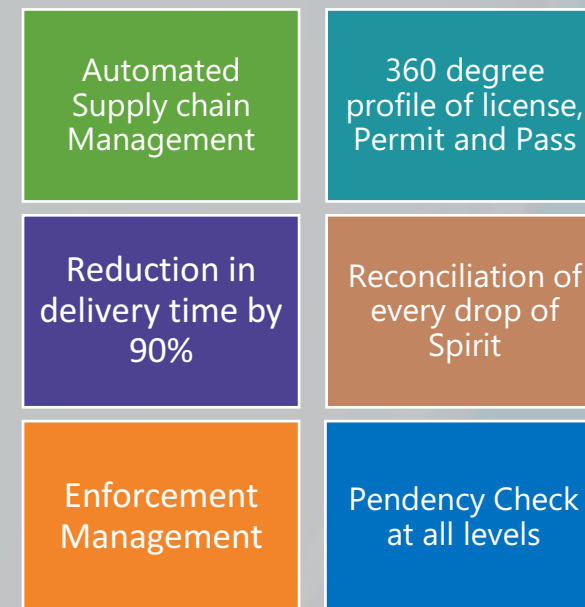 Automated
Supply chain
Management
360 degree
profile of license,
Permit and Pass
Reduction in
delivery time by
90%
Reconciliation of
every drop of
Spirit
Enforcement
Management
Pendency Check
at all levels